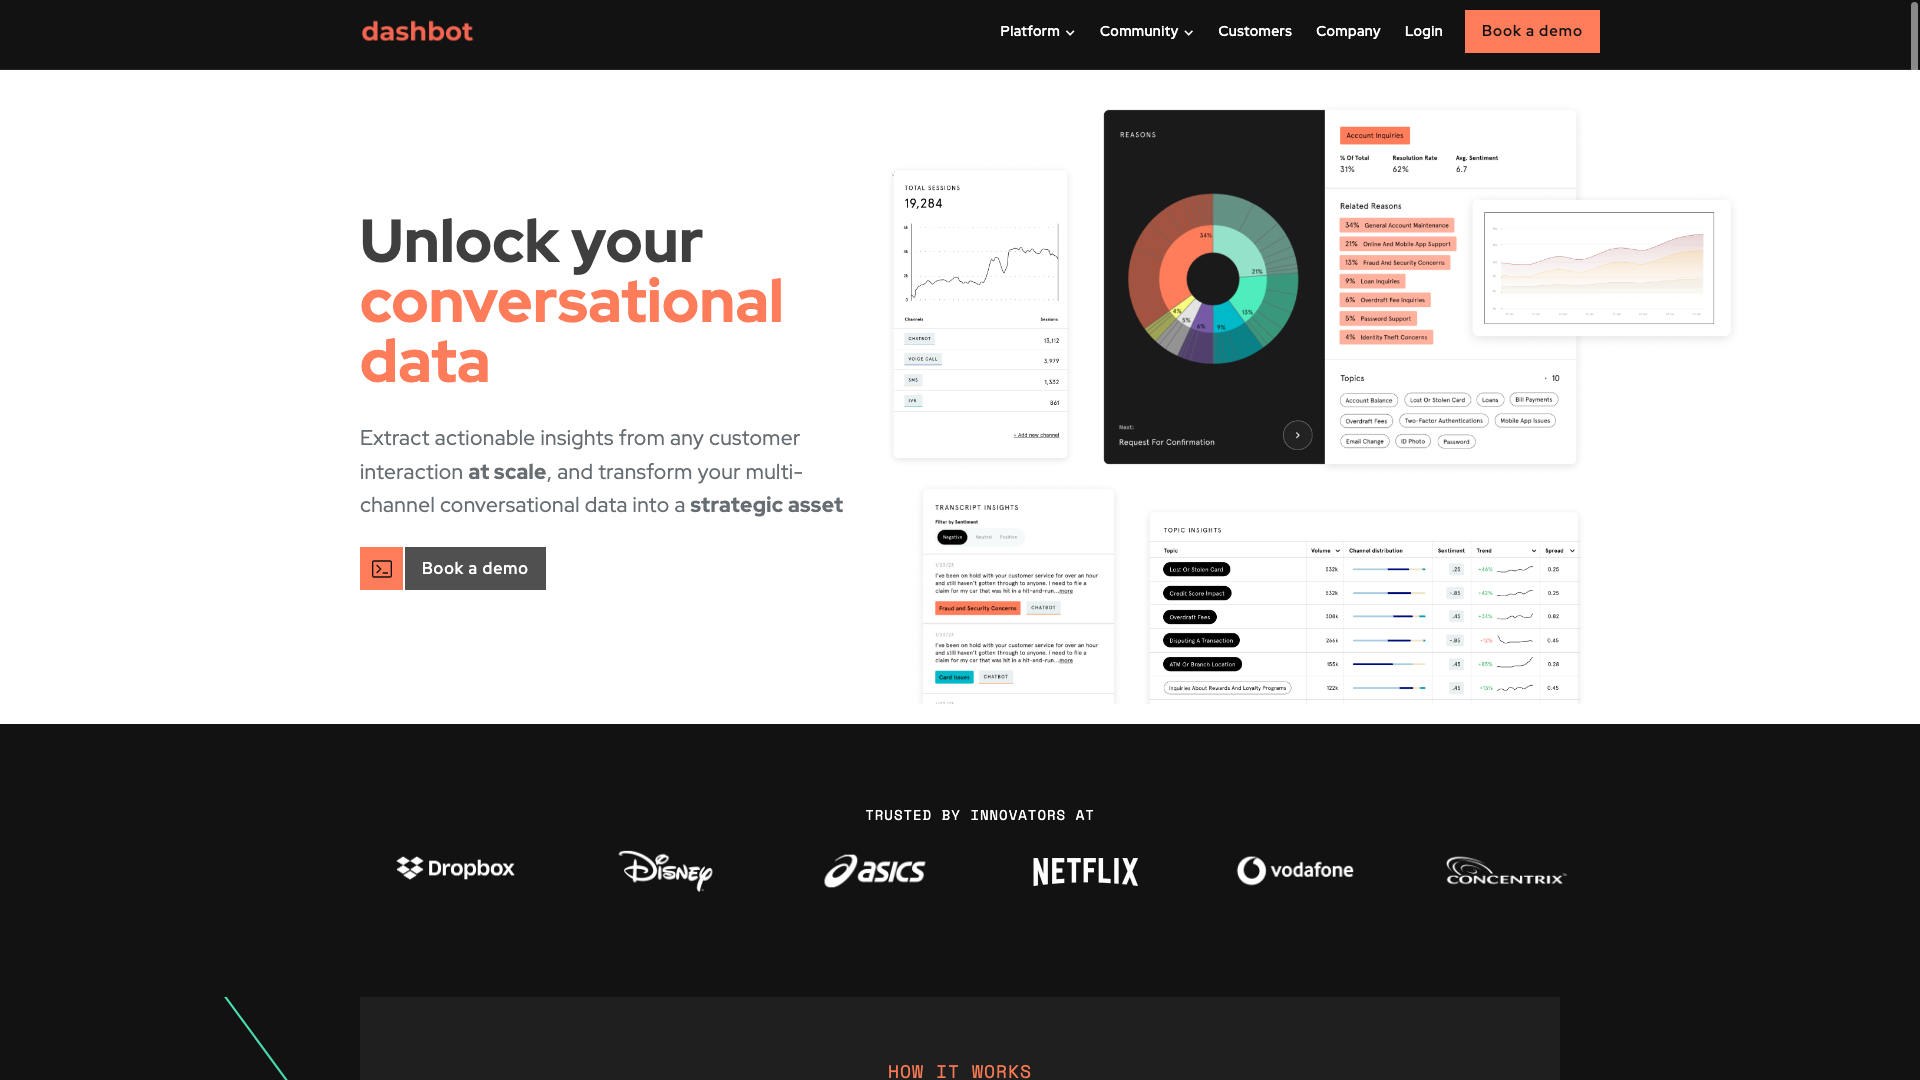 dashbot
Platform
Community
Customers
Company
Login
Book a demo
Unlock your
conversational
data
Extract actionable insights from any customer
interaction at scale, and transform your multi-
channel conversational data into a strategic asset
Book a demo
TOTAL SESSIONS
19,284
Channels Sessions
CHATBOT 13,112
VOICE CALL 3,979
SMS 1,332
IVR 861
+ Add new channel
REASONS
34%
21%
13%
9%
6%
5%
4%
Next:
Request For Confirmation
Account Inquiries
% Of Total Resolution Rate Avg. Sentiment
31% 62% 6.7
Related Reasons
34% General Account Maintenance
21% Online And Mobile App Support
13% Fraud And Security Concerns
9% Loan Inquiries
6% Overdraft Fee Inquiries
5% Password Support
4% Identity Theft Concerns
Topics 10
Account Balance Lost Or Stolen Card Loans Bill Payments
Overdraft Fees Two-Factor Authentications Mobile App Issues
Email Change ID Photo Password
TRANSCRIPT INSIGHTS
Filter by Sentiment
Negative Neutral Positive
I've been on hold with your customer service for over an hour
and still haven't gotten through to anyone. I need to file a
claim for my car that was hit in a hit-and-run...more
Fraud and Security Concerns CHATBOT
I've been on hold with your customer service for over an hour
and still haven't gotten through to anyone. I need to file a
claim for my car that was hit in a hit-and-run...more
Card Issues CHATBOT
TOPIC INSIGHTS
Topic Volume Channel distribution Sentiment Trend Spread
Lost Or Stolen Card 532k .25 +46% 0.25
Credit Score Impact 532k -.85 +42% 0.25
Overdraft Fees 308k .45 +34% 0.82
Disputing A Transaction 266k -.85 -12% 0.45
ATM Or Branch Location 155k .45 +85% 0.28
Inquiries About Rewards And Loyalty Programs 122k .45 +15% 0.45
TRUSTED BY INNOVATORS AT
Dropbox
Disney
asics
NETFLIX
vodafone
CONCENTRIX
HOW IT WORKS